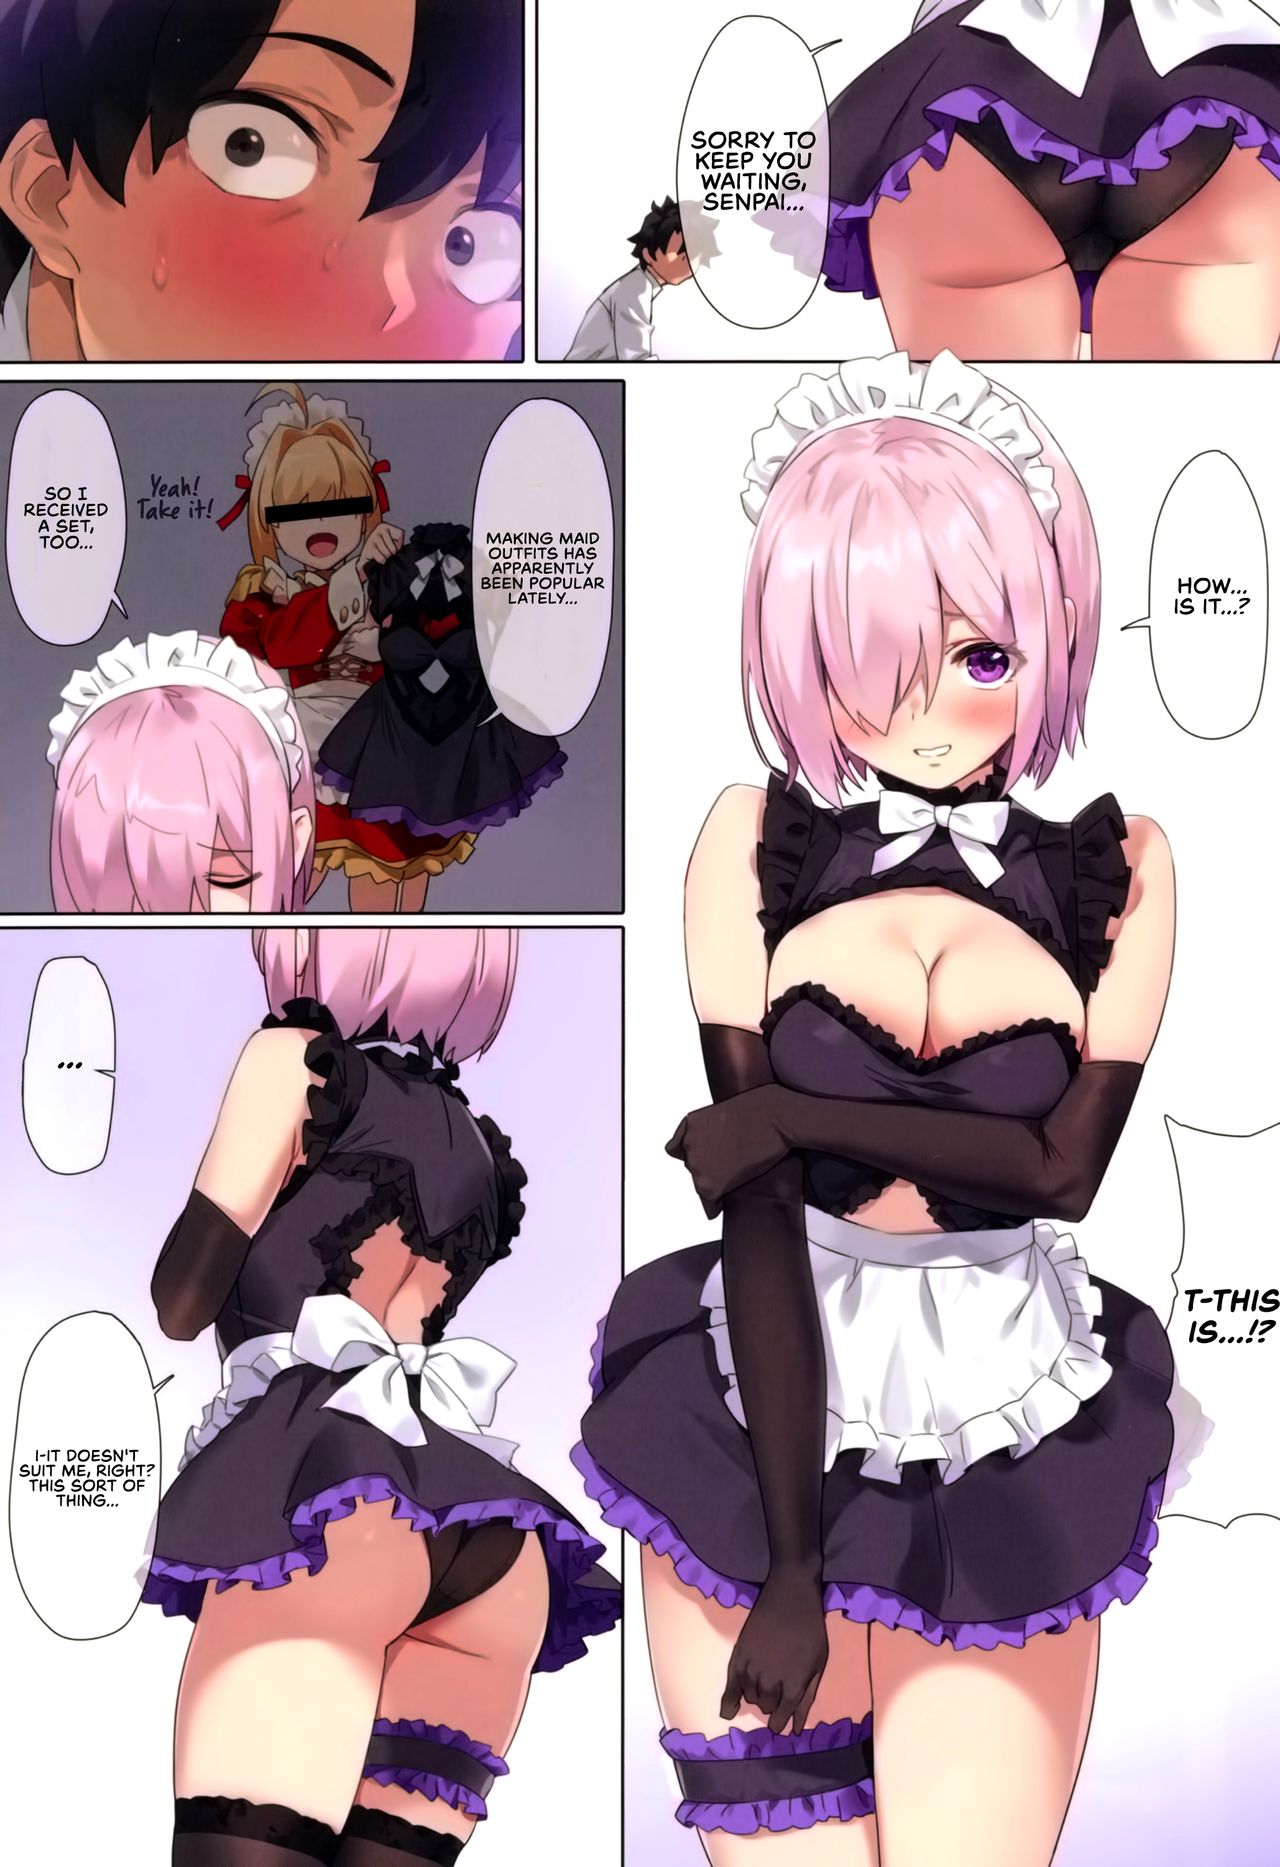 SORRY TO
KEEP YOU
WAITING,
SENPAI...
HOW...
IS IT...?
T-THIS
IS...!?
MAKING MAID
OUTFITS HAS
APPARENTLY
BEEN POPULAR
LATELY...
Yeah!
Take it!
SO I
RECEIVED
A SET,
TOO...
...
I-IT DOESN'T
SUIT ME, RIGHT?
THIS SORT OF
THING...